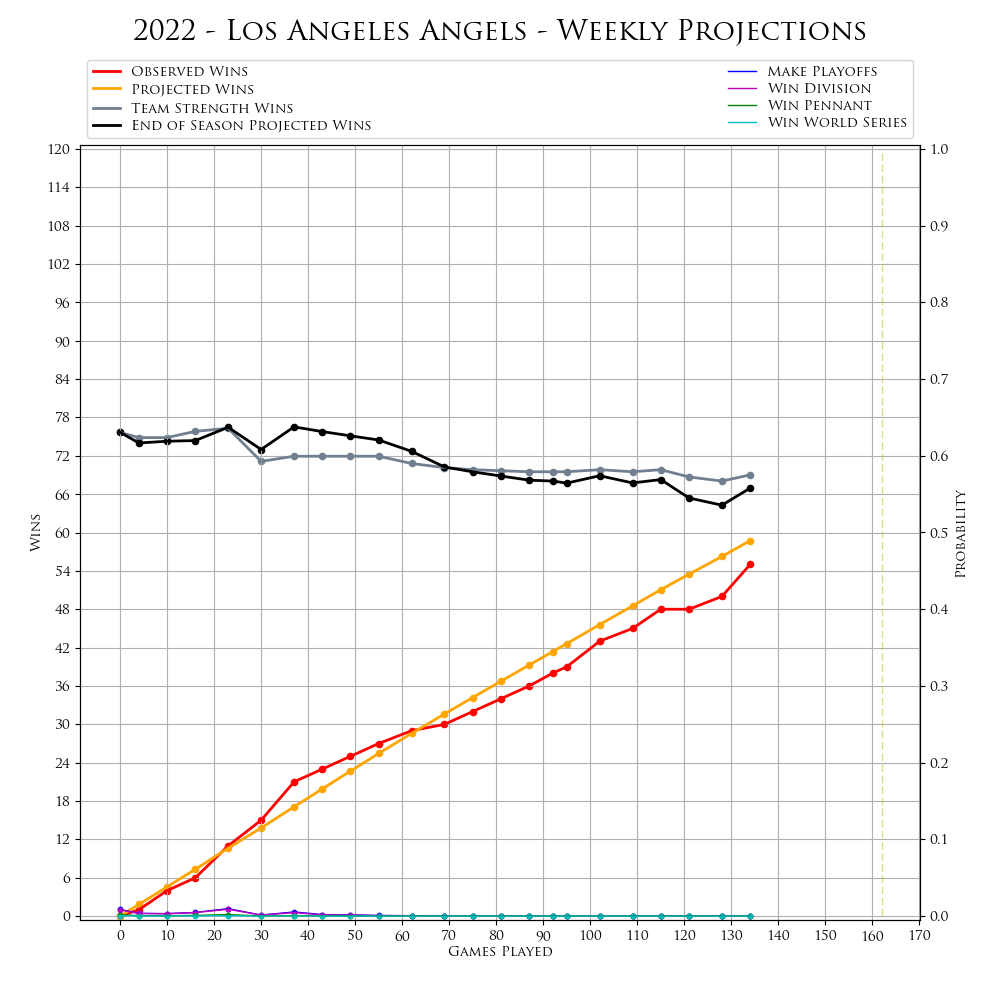 2022 - Los Angeles Angels - Weekly Projections
Observed Wins
Projected Wins
Team Strength Wins
End of Season Projected Wins
Make Playoffs
Win Division
Win Pennant
Win World Series
120
114
108
102
96
90
84
78
72
66
60
54
48
42
36
30
24
18
12
6
0
Wins
1.0
0.9
0.8
0.7
0.6
0.5
0.4
0.3
0.2
0.1
0.0
Probability
0 10 20 30 40 50 60 70 80 90 100 110 120 130 140 150 160 170
Games Played